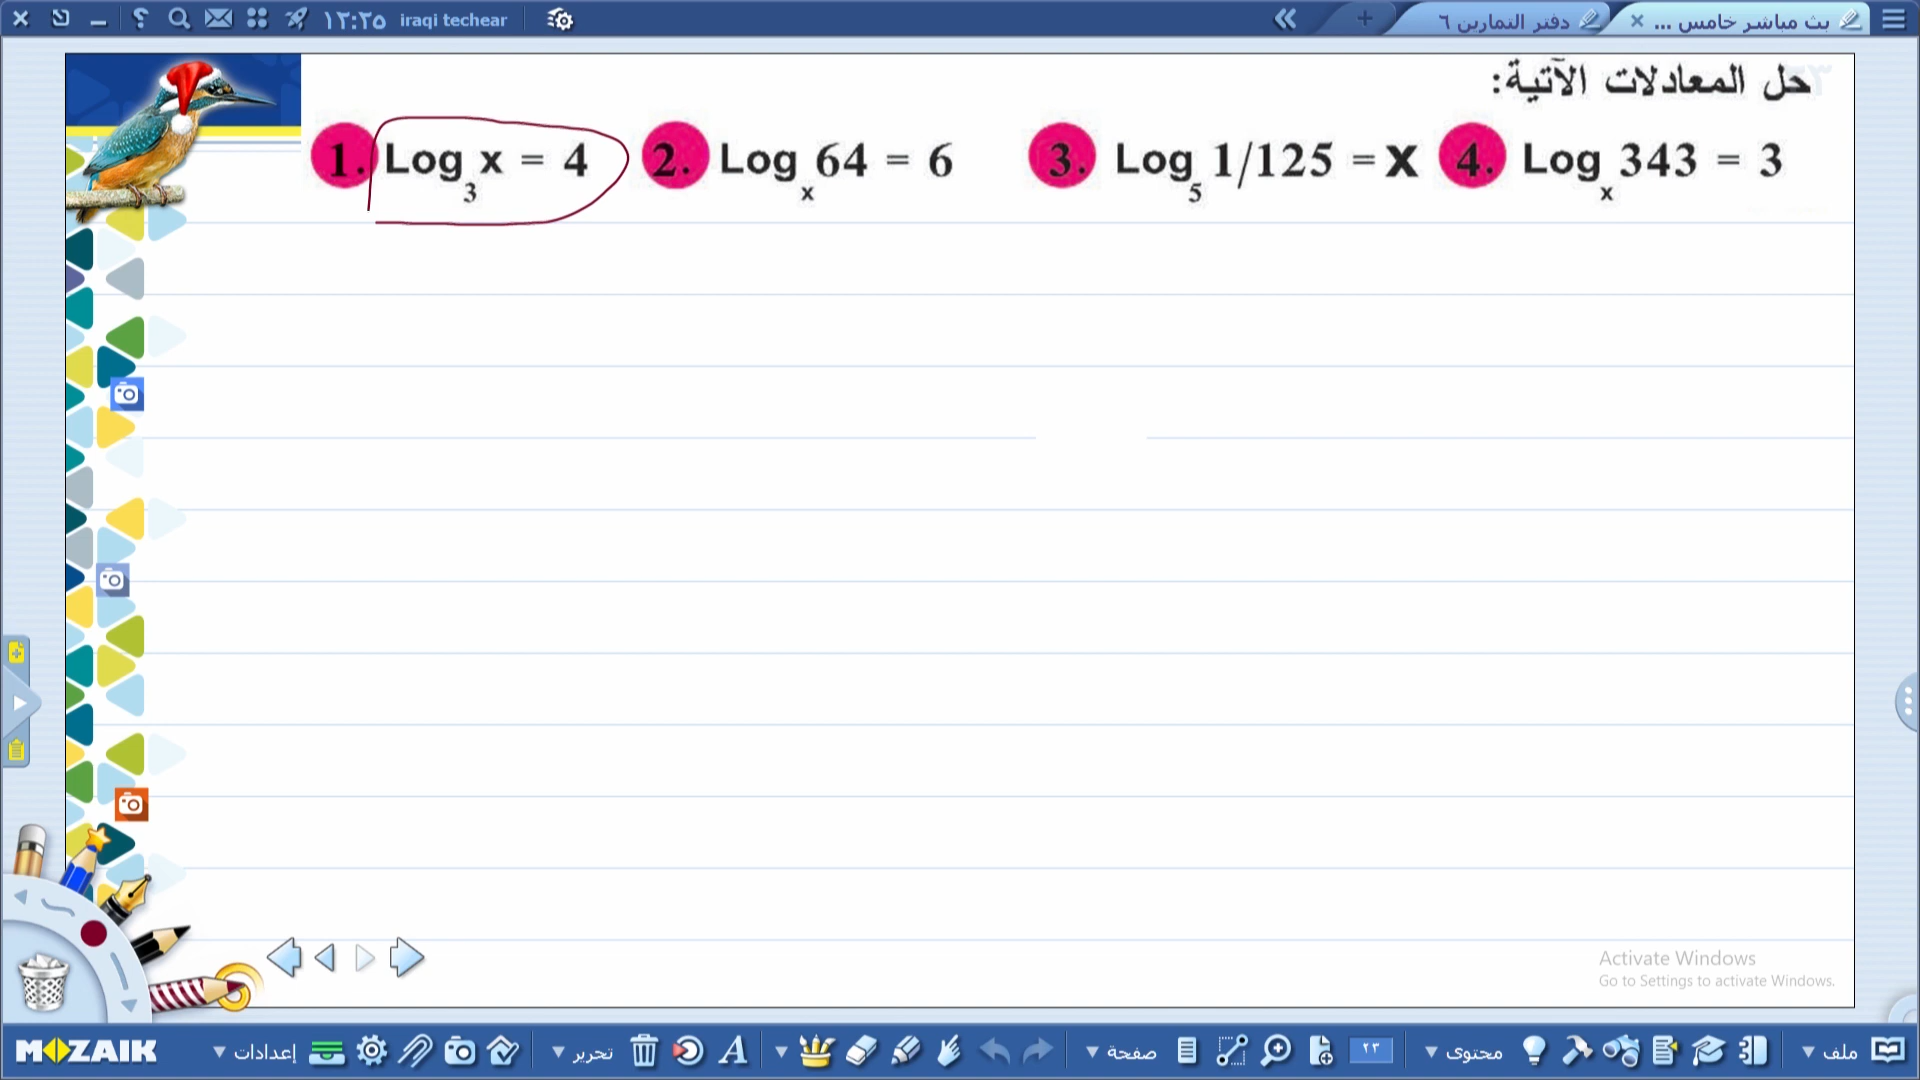 ١٣:٢٥ iraqi techear
دفتر التمارين ٦
بث مباشر خامس ...
حل المعادلات الآتية:
1. Log₃ x = 4
2. Logₓ 64 = 6
3. Log₅ 1/125 = X
4. Logₓ 343 = 3
Activate Windows
Go to Settings to activate Windows.
MOZAIK
إعدادات
تحرير
صفحة
٢٣
محتوى
ملف